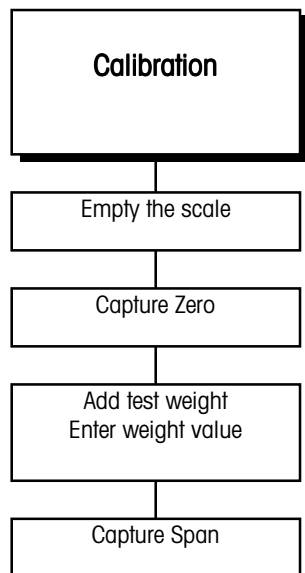 Calibration
Empty the scale
Capture Zero
Add test weight
Enter weight value
Capture Span